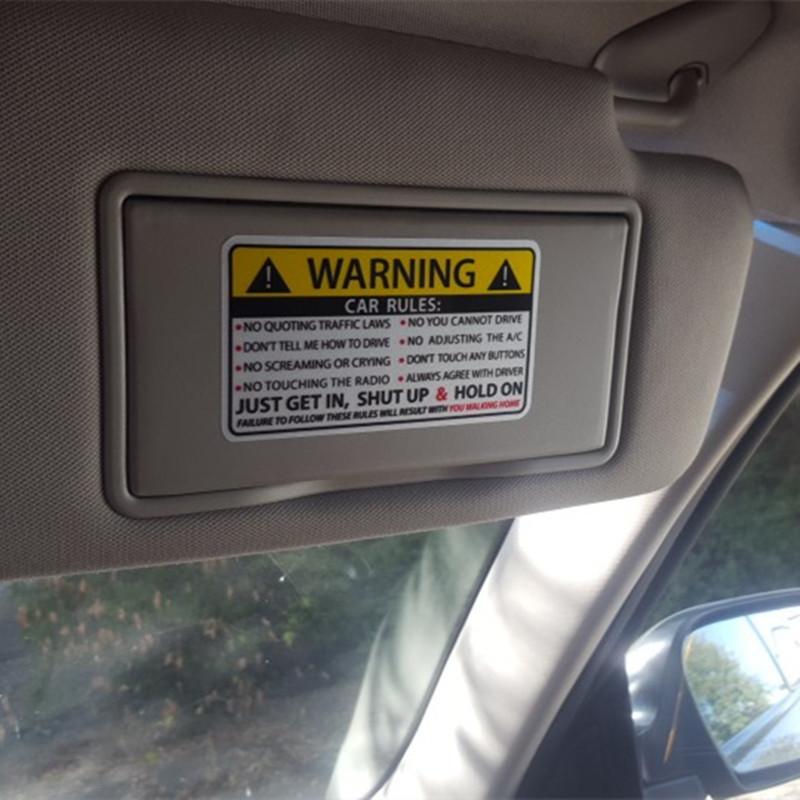 ! WARNING !
CAR RULES:
• NO QUOTING TRAFFIC LAWS
• DON'T TELL ME HOW TO DRIVE
• NO SCREAMING OR CRYING
• NO TOUCHING THE RADIO
• NO YOU CANNOT DRIVE
• NO ADJUSTING THE A/C
• DON'T TOUCH ANY BUTTONS
• ALWAYS AGREE WITH DRIVER
JUST GET IN, SHUT UP & HOLD ON
FAILURE TO FOLLOW THESE RULES WILL RESULT WITH YOU WALKING HOME